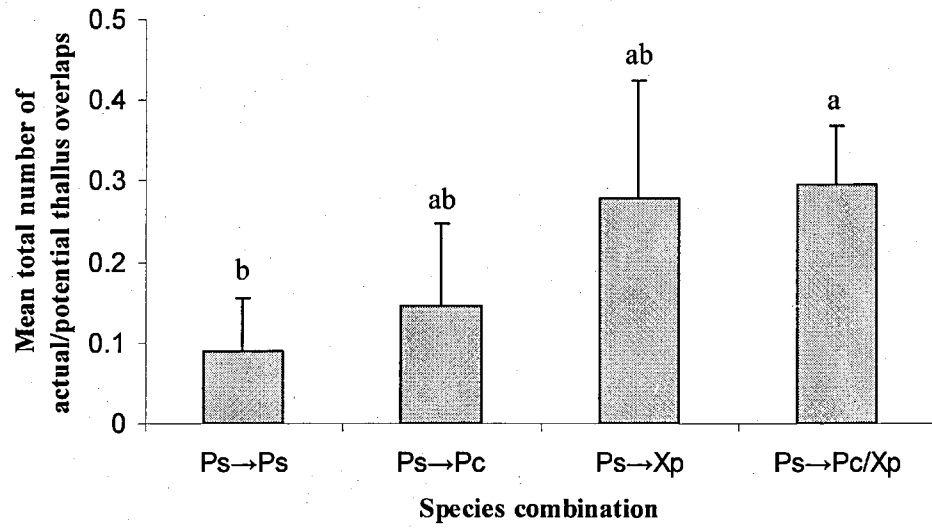 Mean total number of
actual/potential thallus overlaps
0.5
0.4
0.3
0.2
0.1
0
b
ab
ab
a
Ps→Ps
Ps→Pc
Ps→Xp
Ps→Pc/Xp
Species combination